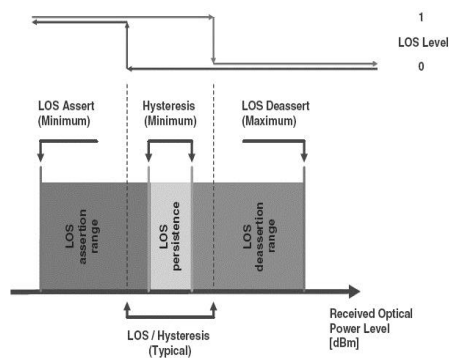 1
LOS Level
0
LOS Assert
(Minimum)
Hysteresis
(Minimum)
LOS Deassert
(Maximum)
LOS
assertion
range
LOS
persistence
LOS
deassertion
range
Received Optical
Power Level
[dBm]
LOS / Hysteresis
(Typical)